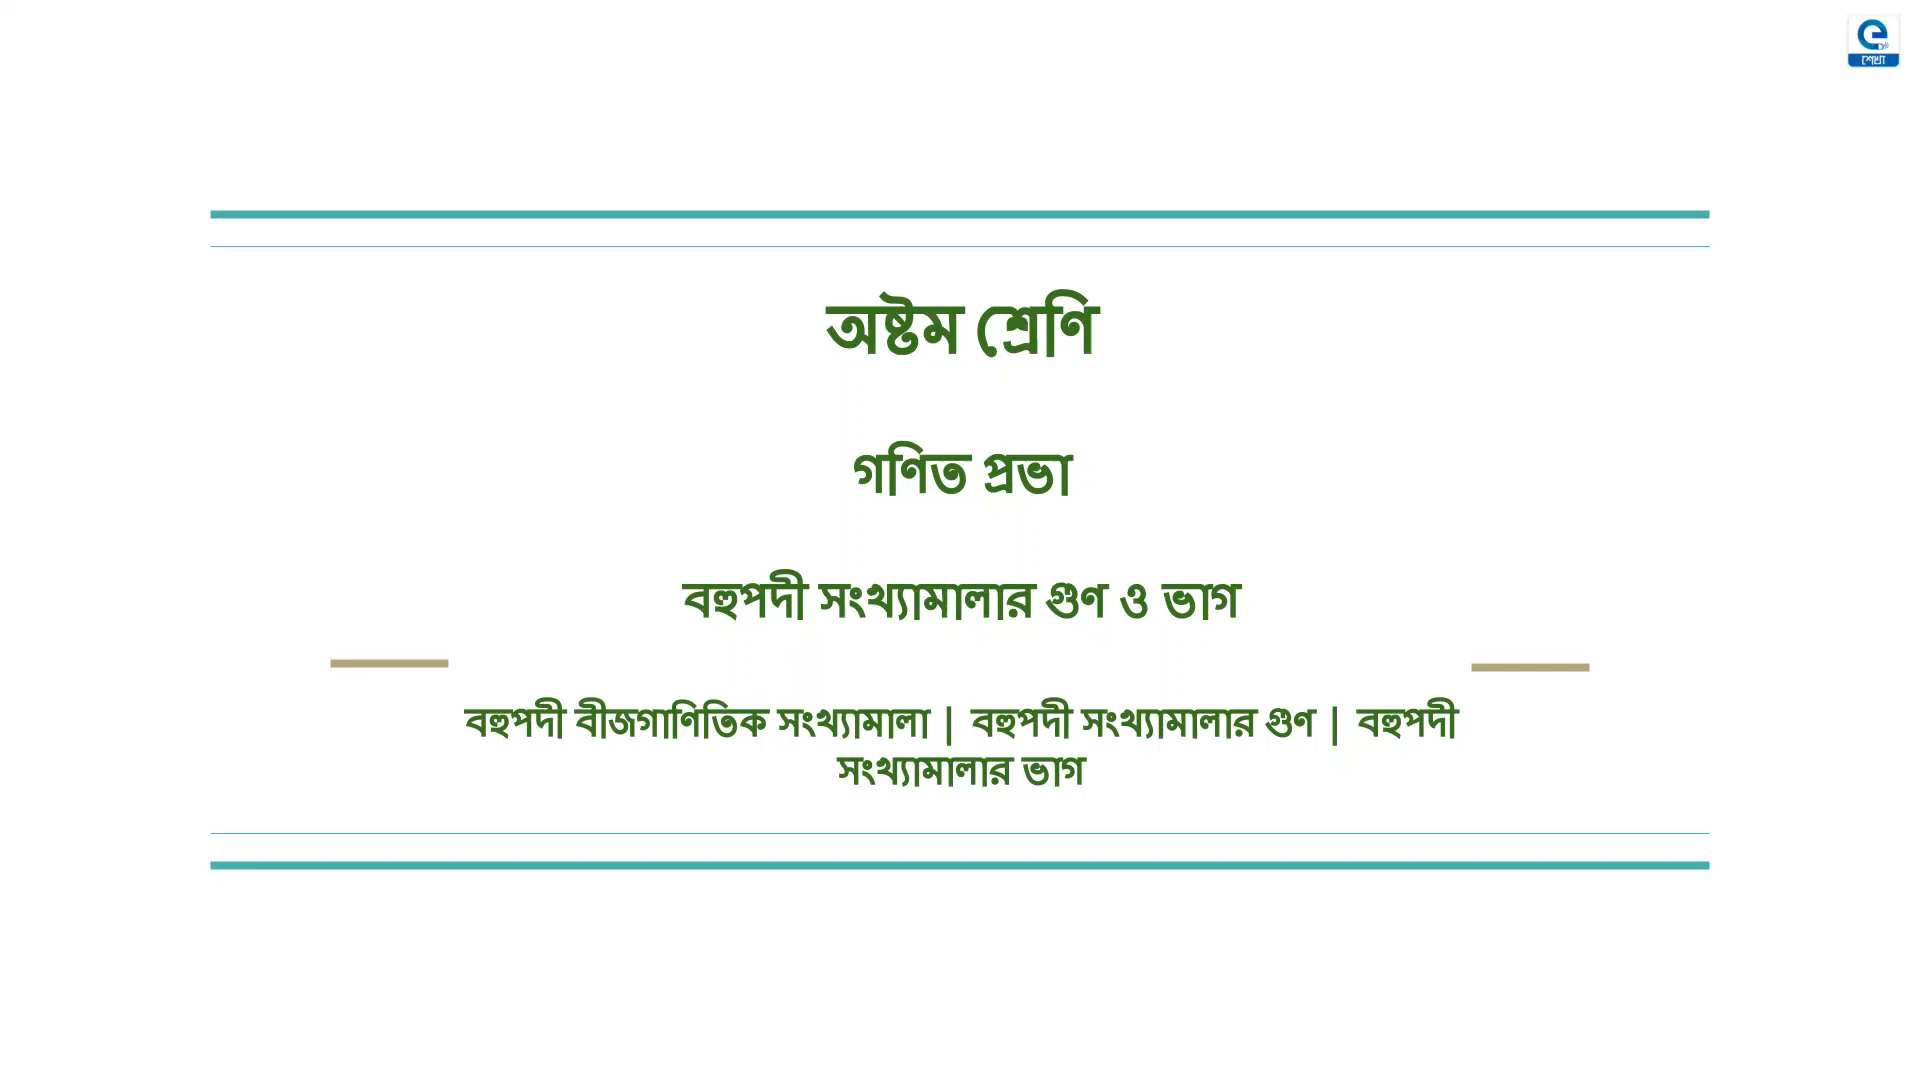 শেখা
অষ্টম শ্রেণি
গণিত প্রভা
বহুপদী সংখ্যামালার গুণ ও ভাগ
বহুপদী বীজগাণিতিক সংখ্যামালা | বহুপদী সংখ্যামালার গুণ | বহুপদী
সংখ্যামালার ভাগ